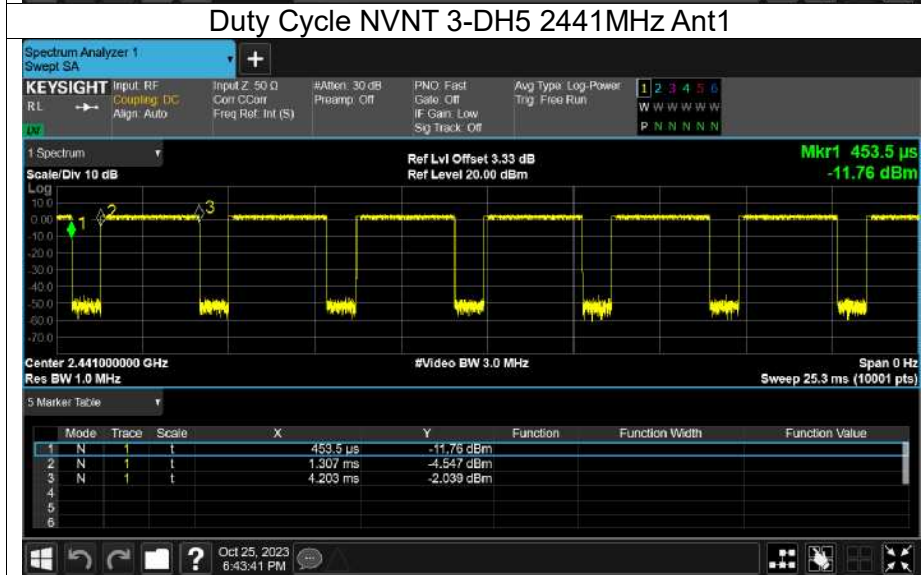 Duty Cycle NVNT 3-DH5 2441MHz Ant1
Spectrum Analyzer 1
Swept SA
+
KEYSIGHT Input: RF Input Z: 50 Ω #Atten: 30 dB PNO: Fast Avg Type: Log-Power 1 2 3 4 5 6
RL Coupling: DC Corr CCorr Preamp: Off Gate: Off Trig: Free Run W W W W W W
Align: Auto Freq Ref: Int (S) IF Gain: Low
Sig Track: Off P N N N N N
1 Spectrum Ref Lvl Offset 3.33 dB Mkr1 453.5 µs
Scale/Div 10 dB Ref Level 20.00 dBm -11.76 dBm
Log
10.0
0.00
-10.0
-20.0
-30.0
-40.0
-50.0
-60.0
-70.0
1 2 3
Center 2.441000000 GHz #Video BW 3.0 MHz Span 0 Hz
Res BW 1.0 MHz Sweep 25.3 ms (10001 pts)
5 Marker Table
Mode Trace Scale X Y Function Function Width Function Value
1 N 1 t 453.5 µs -11.76 dBm
2 N 1 t 1.307 ms -4.547 dBm
3 N 1 t 4.203 ms -2.039 dBm
4
5
6
? Oct 25, 2023
6:43:41 PM